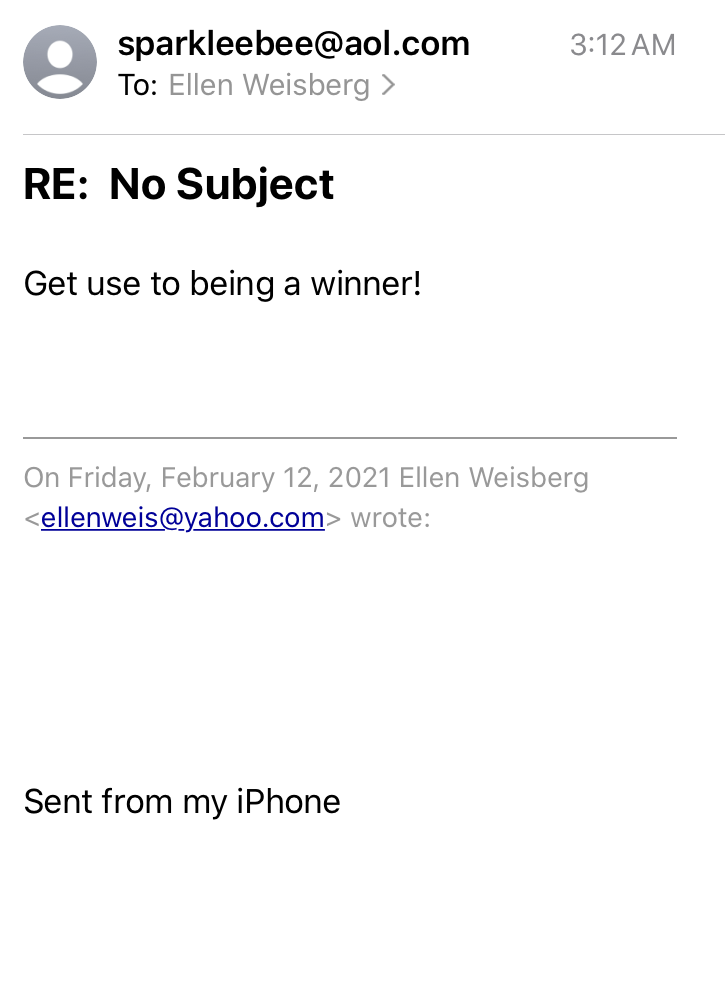 sparkleebee@aol.com 3:12 AM
To: Ellen Weisberg >
RE: No Subject
Get use to being a winner!
On Friday, February 12, 2021 Ellen Weisberg
<ellenweis@yahoo.com> wrote:
Sent from my iPhone